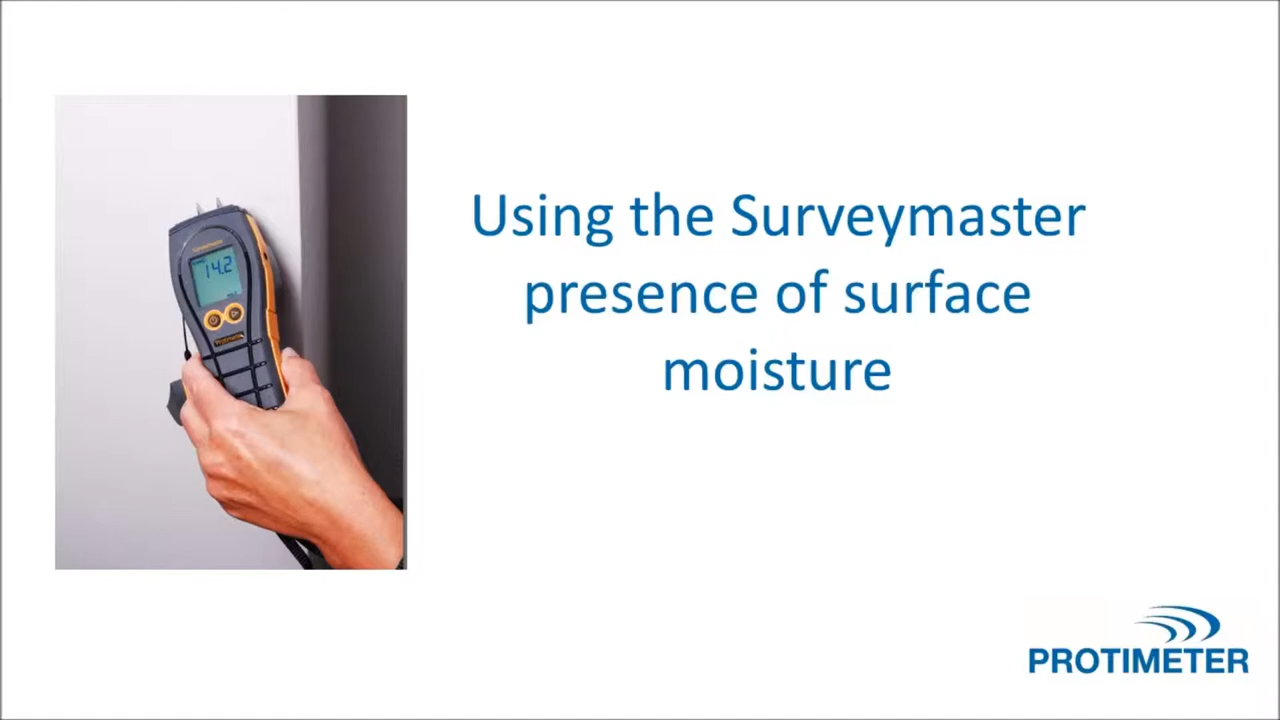 Using the Surveymaster
presence of surface
moisture
14.2
PROTIMETER